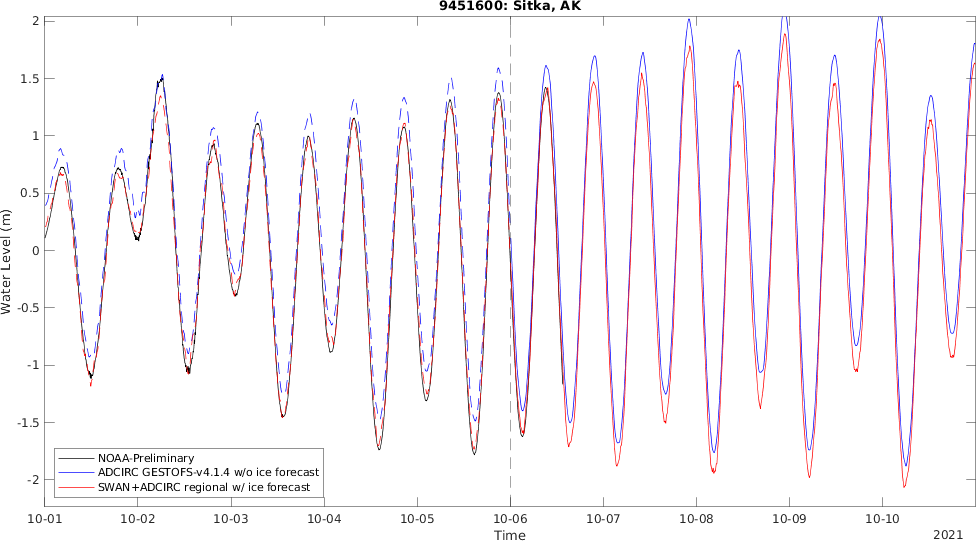 9451600: Sitka, AK
Water Level (m)
2
1.5
1
0.5
0
-0.5
-1
-1.5
-2
NOAA-Preliminary
ADCIRC GESTOFS-v4.1.4 w/o ice forecast
SWAN+ADCIRC regional w/ ice forecast
10-01 10-02 10-03 10-04 10-05 10-06 10-07 10-08 10-09 10-10
Time
2021